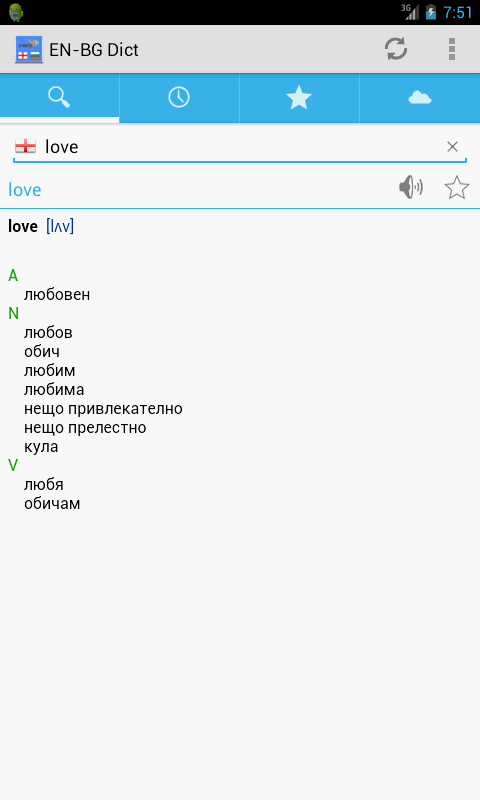 3G 7:51
EN-BG Dict
love
love
love [lʌv]
A
любовен
N
любов
обич
любим
любима
нещо привлекателно
нещо прелестно
кула
V
любя
обичам